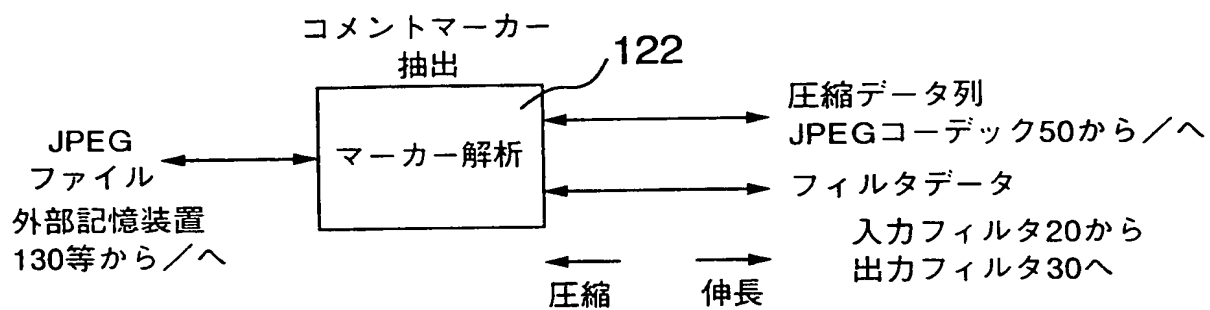 コメントマーカー
抽出
122
JPEG
ファイル
外部記憶装置
130等から／へ
マーカー解析
圧縮データ列
JPEGコーデック50から／へ
フィルタデータ
入力フィルタ20から
出力フィルタ30へ
圧縮
伸長